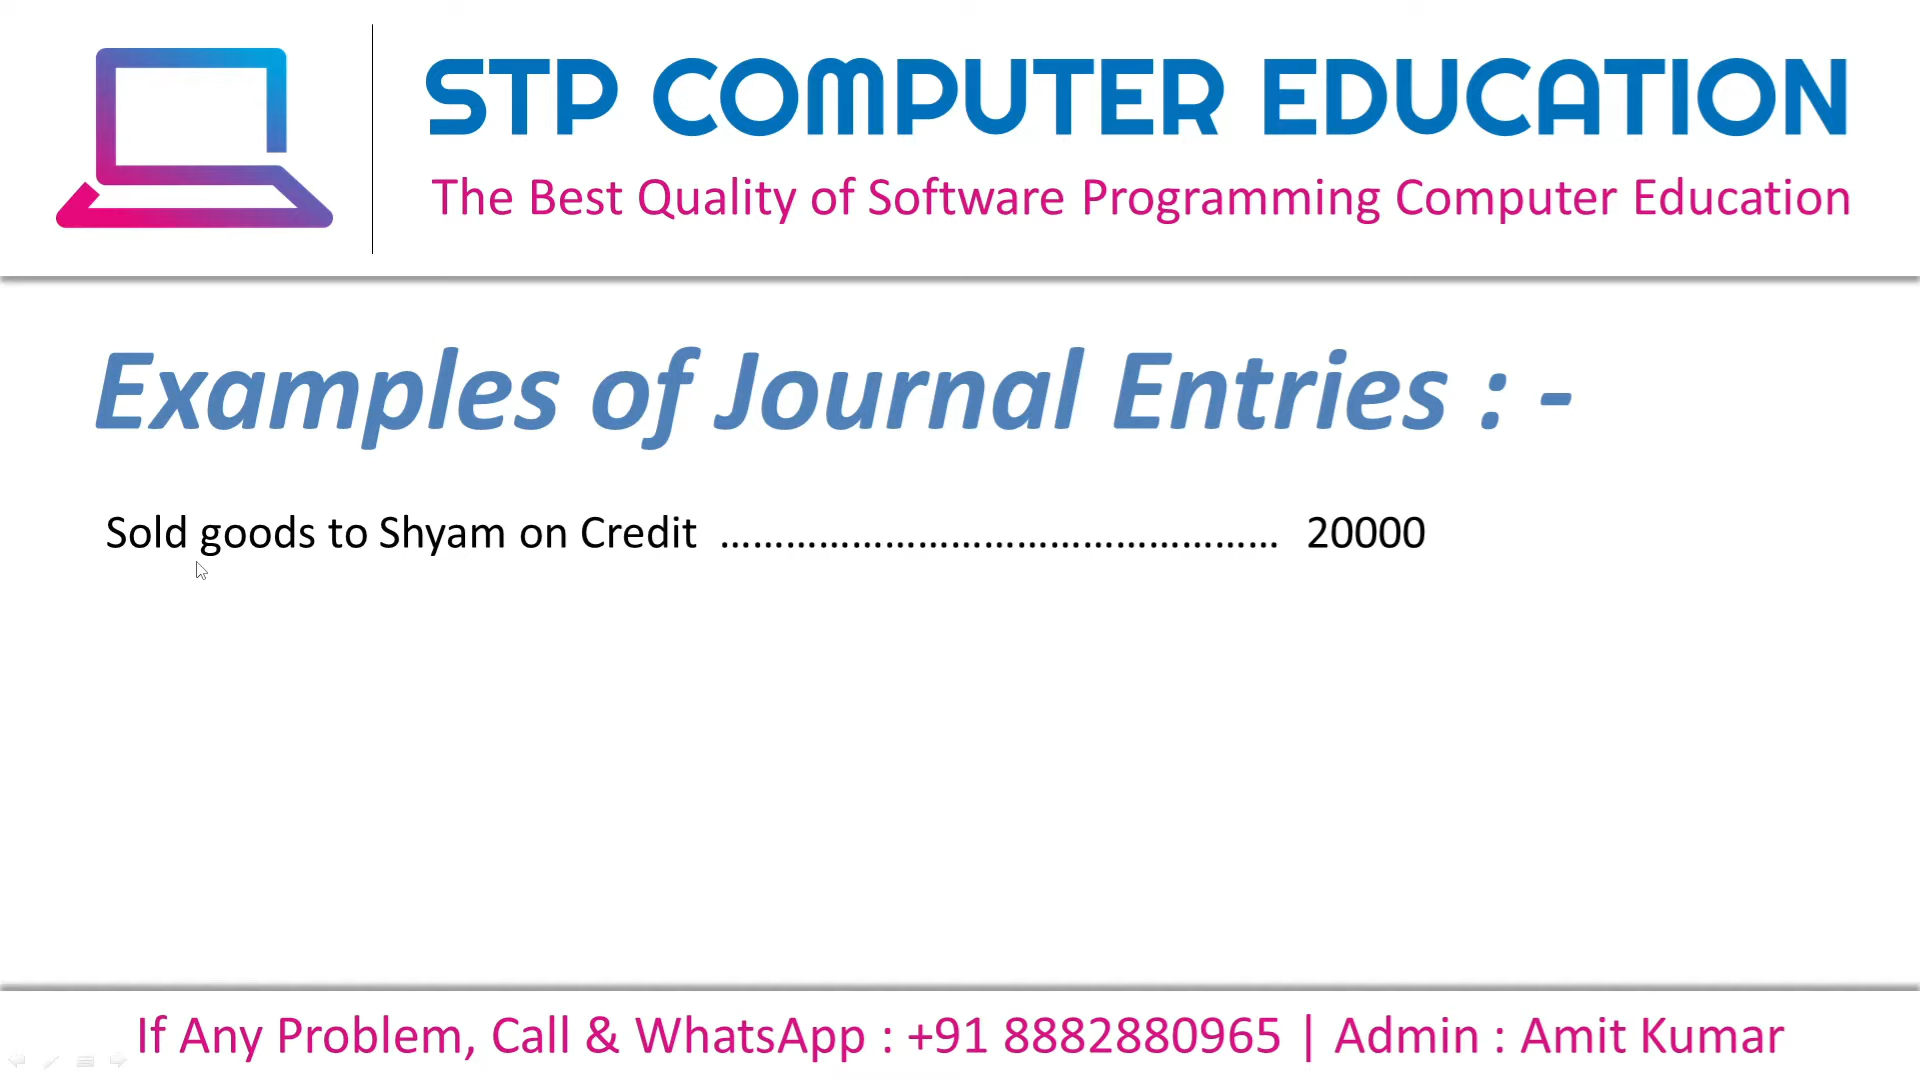 STP COMPUTER EDUCATION
The Best Quality of Software Programming Computer Education
Examples of Journal Entries : -
Sold goods to Shyam on Credit ................................................... 20000
If Any Problem, Call & WhatsApp : +91 8882880965 | Admin : Amit Kumar